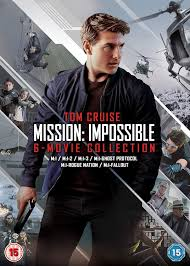 TOM CRUISE
MISSION: IMPOSSIBLE
6-MOVIE COLLECTION
M:I / M:I-2 / M:I-3 / M:I-GHOST PROTOCOL
M:I-ROGUE NATION / M:I-FALLOUT
15
15